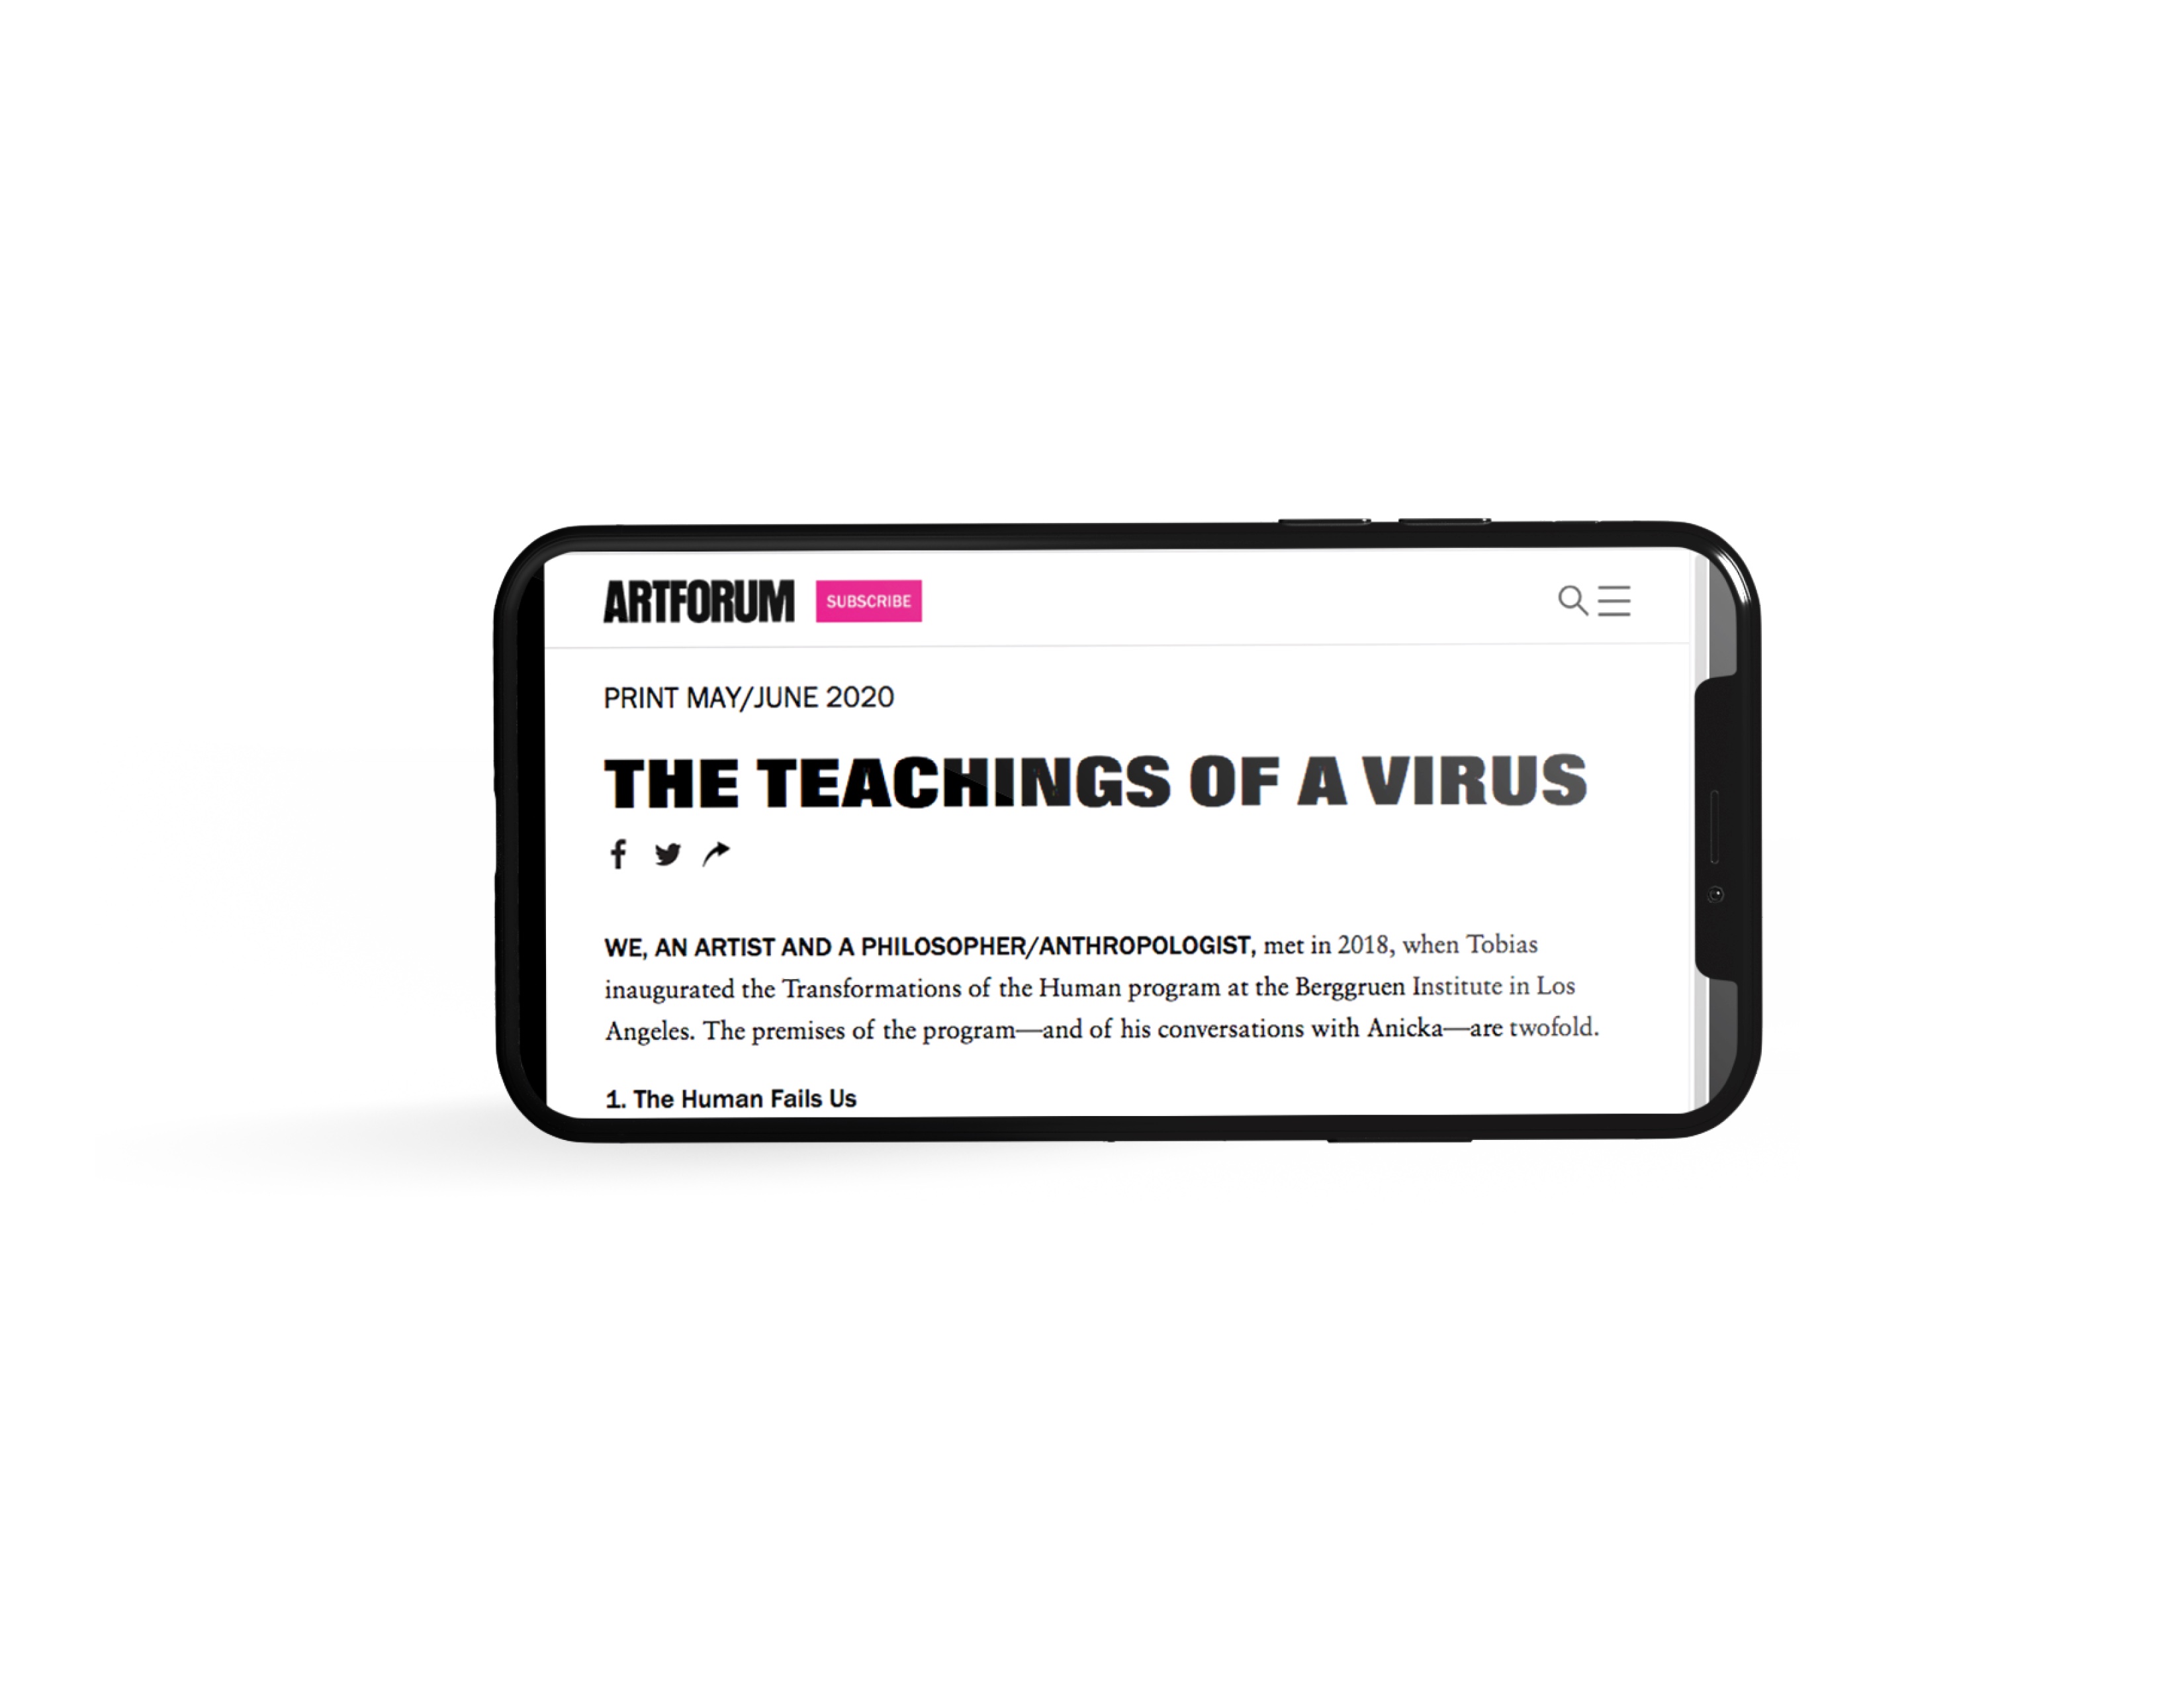 ARTFORUM SUBSCRIBE
PRINT MAY/JUNE 2020
THE TEACHINGS OF A VIRUS
WE, AN ARTIST AND A PHILOSOPHER/ANTHROPOLOGIST, met in 2018, when Tobias
inaugurated the Transformations of the Human program at the Berggruen Institute in Los
Angeles. The premises of the program—and of his conversations with Anicka—are twofold.
1. The Human Fails Us